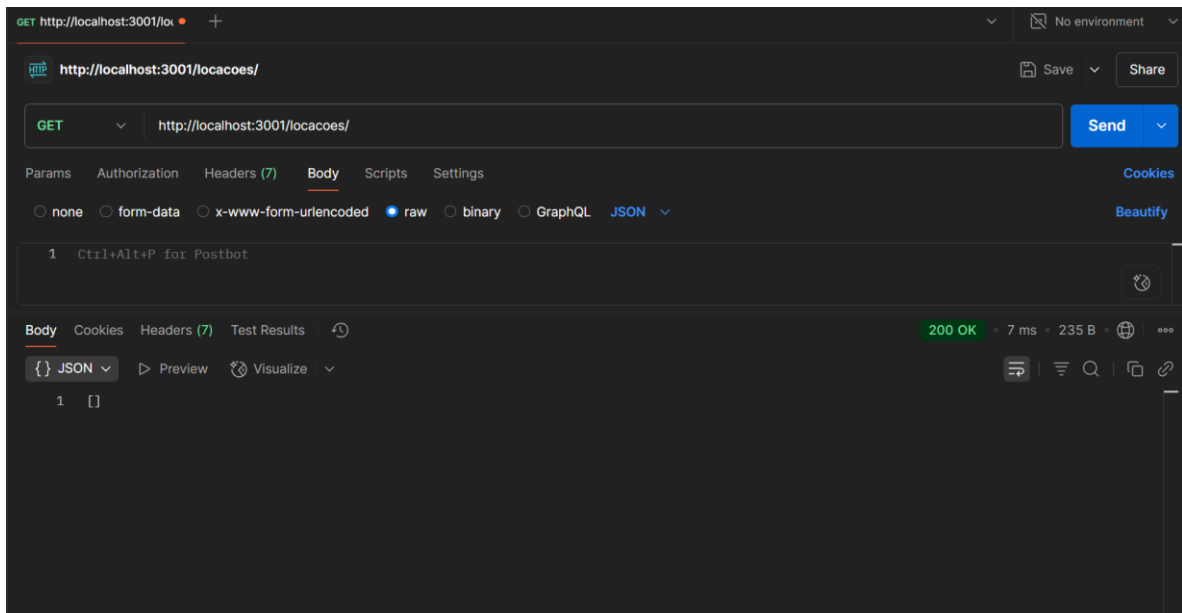 GET http://localhost:3001/loc
No environment
HTTP http://localhost:3001/locacoes/
Save
Share
GET http://localhost:3001/locacoes/
Send
Params Authorization Headers (7) Body Scripts Settings
Cookies
none form-data x-www-form-urlencoded raw binary GraphQL JSON
Beautify
1 Ctrl+Alt+P for Postbot
Body Cookies Headers (7) Test Results
200 OK • 7 ms • 235 B
{} JSON Preview Visualize
1 []